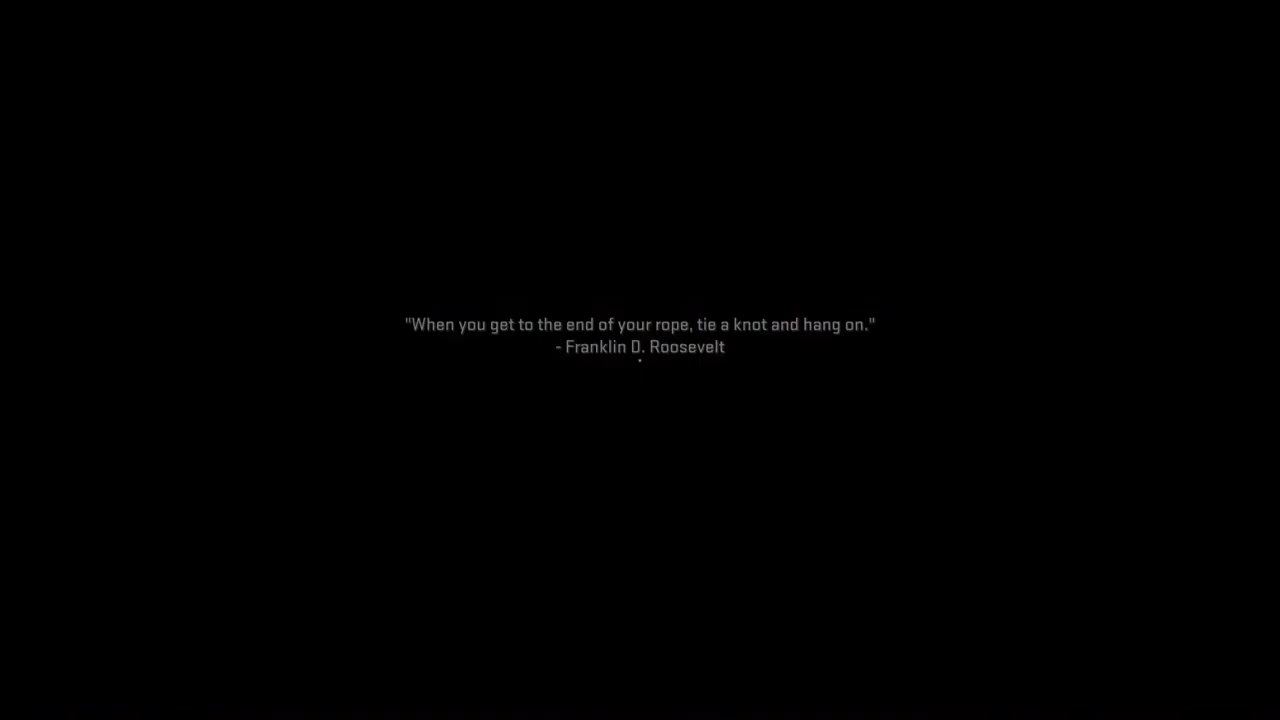 "When you get to the end of your rope, tie a knot and hang on."
- Franklin D. Roosevelt